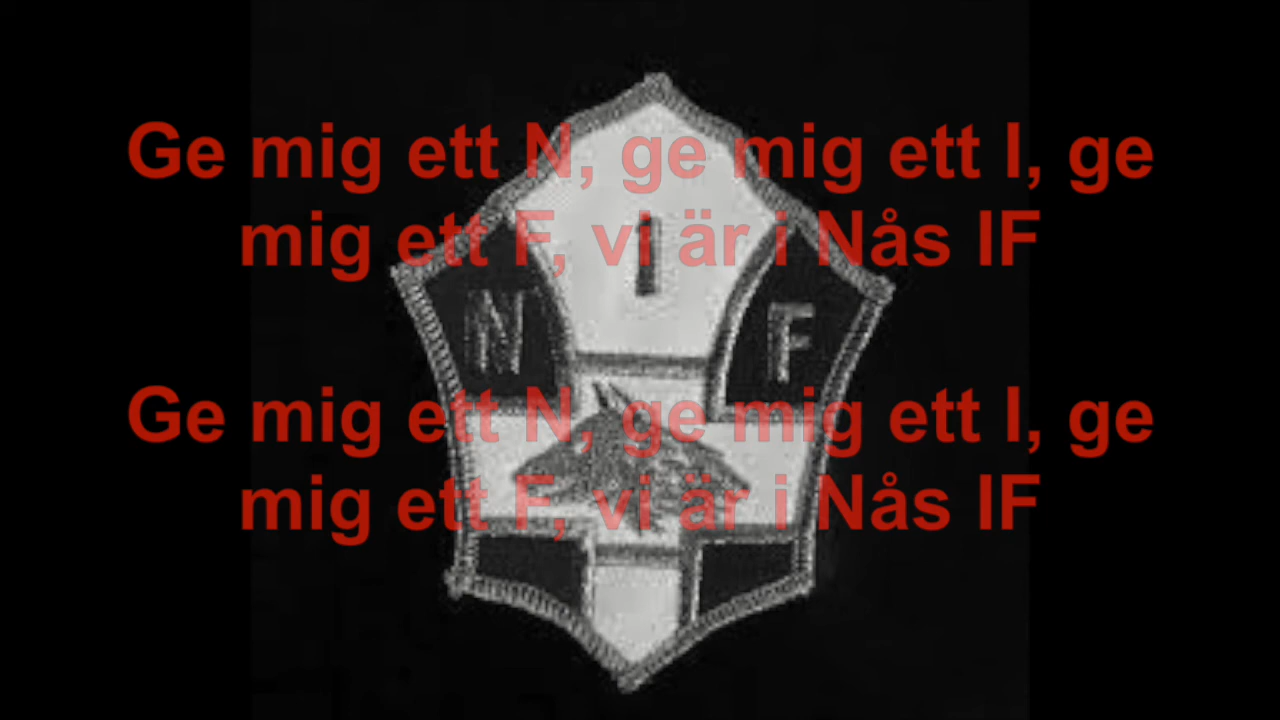 Ge mig ett N, ge mig ett I, ge
mig ett F, vi är i Nås IF
I
N F
Ge mig ett N, ge mig ett I, ge
mig ett F, vi är i Nås IF